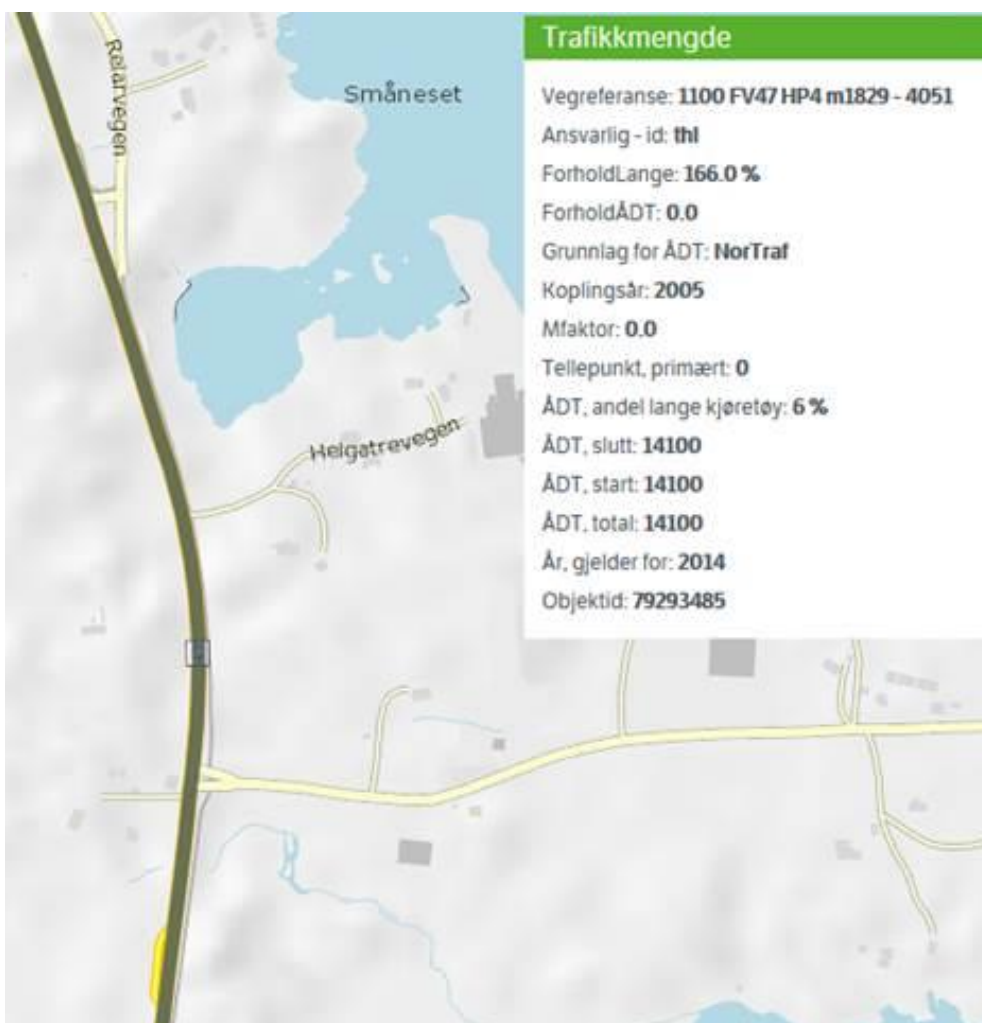 Trafikkmengde
Vegreferanse: 1100 FV47 HP4 m1829 - 4051
Ansvarlig - id: thl
ForholdLange: 166.0 %
ForholdÅDT: 0.0
Grunnlag for ÅDT: NorTraf
Koplingsår: 2005
Mfaktor: 0.0
Tellepunkt, primært: 0
ÅDT, andel lange kjøretøy: 6 %
ÅDT, slutt: 14100
ÅDT, start: 14100
ÅDT, total: 14100
År, gjelder for: 2014
Objektid: 79293485
Småneset
Helgatrevegen